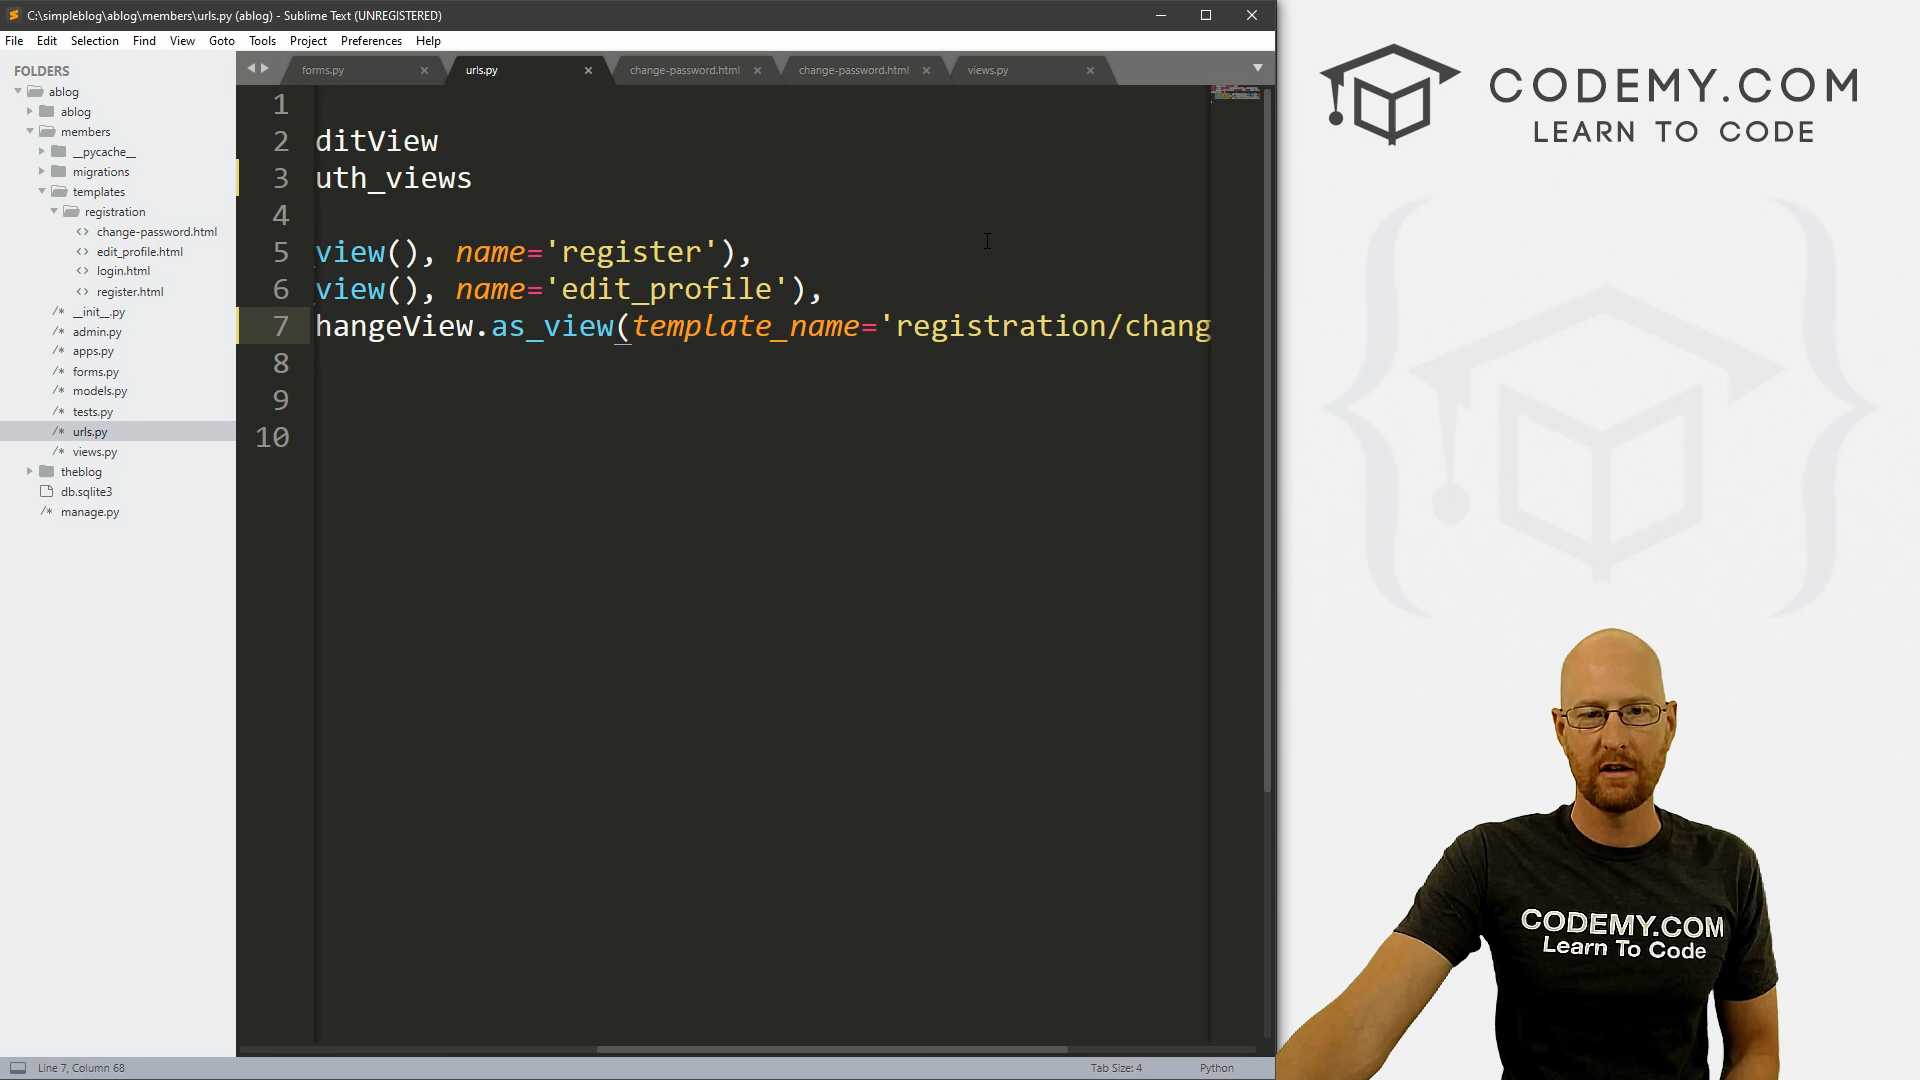 C:\simpleblog\ablog\members\urls.py (ablog) - Sublime Text (UNREGISTERED)
File Edit Selection Find View Goto Tools Project Preferences Help
FOLDERS
ablog
ablog
members
__pycache__
migrations
templates
registration
change-password.html
edit_profile.html
login.html
register.html
__init__.py
admin.py
apps.py
forms.py
models.py
tests.py
urls.py
views.py
theblog
db.sqlite3
manage.py
forms.py urls.py change-password.html change-password.html views.py
1
2 ditView
3 uth_views
4
5 view(), name='register'),
6 view(), name='edit_profile'),
7 hangeView.as_view(template_name='registration/chang
8
9
10
Line 7, Column 68
Tab Size: 4
Python
CODEMY.COM
LEARN TO CODE
CODEMY.COM
Learn To Code